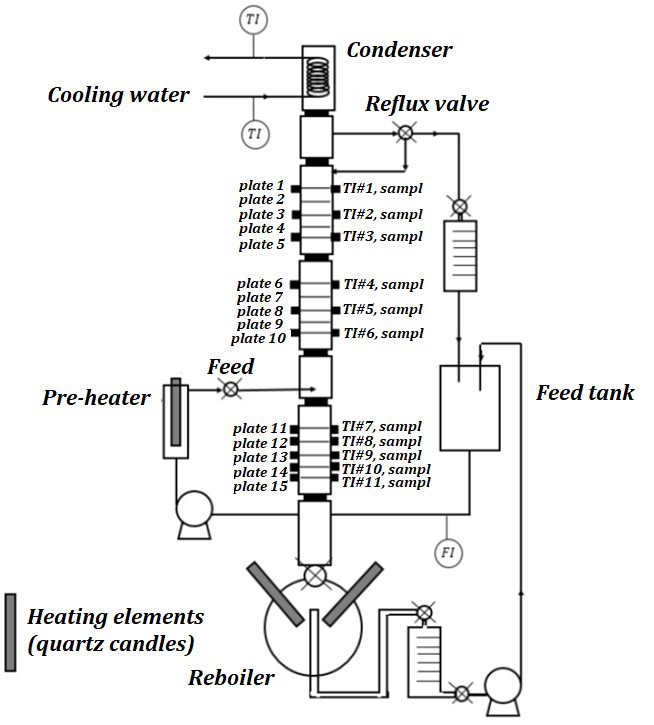 TI
Condenser
Cooling water
Reflux valve
TI
plate 1
TI#1, sampl
plate 2
plate 3
TI#2, sampl
plate 4
plate 5
TI#3, sampl
plate 6
TI#4, sampl
plate 7
plate 8
TI#5, sampl
plate 9
plate 10
TI#6, sampl
Feed
Pre-heater
Feed tank
plate 11
TI#7, sampl
plate 12
TI#8, sampl
plate 13
TI#9, sampl
plate 14
TI#10, sampl
plate 15
TI#11, sampl
FI
Heating elements
(quartz candles)
Reboiler